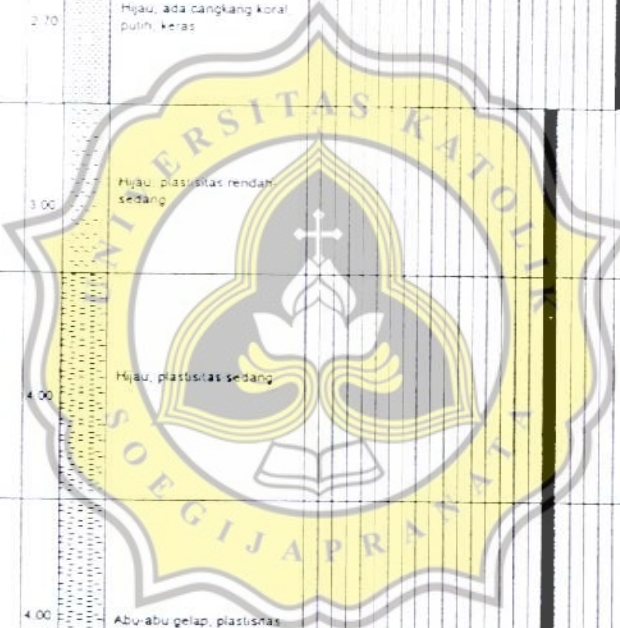 Hijau, ada cangkang koral
putih, keras
2.70
UNIVERSITAS KATOLIK
Hijau, plastisitas rendah-
sedang
3.00
Hijau, plastisitas sedang
4.00
SOEGIJAPRANATA
4.00
Abu-abu gelap, plastisitas